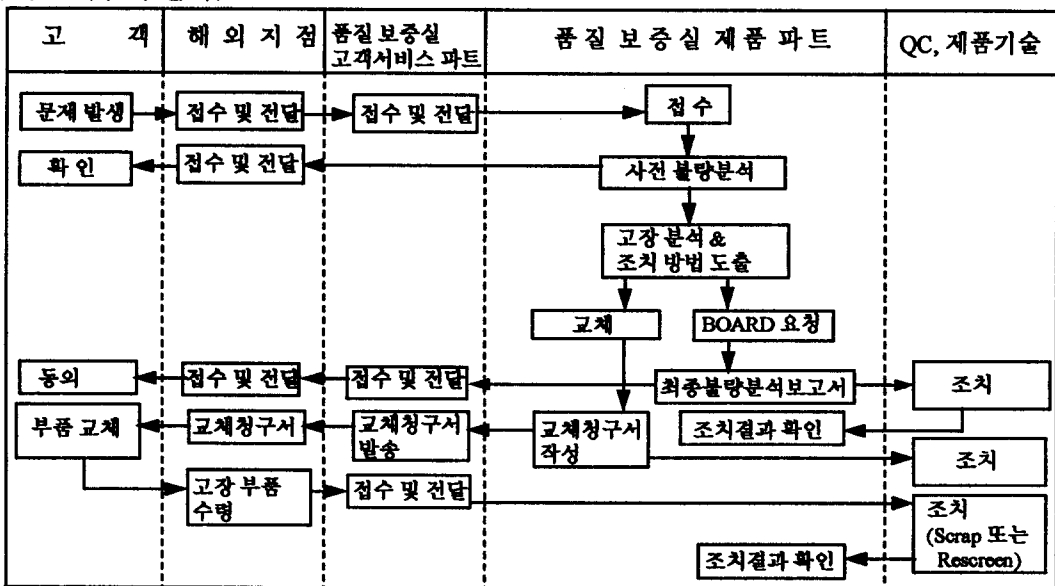 고 객
해 외 지 점
품질 보증실
고객서비스 파트
품 질 보 증 실 제 품 파 트
QC, 제품기술
문제 발생
접수 및 전달
접수 및 전달
접 수
확 인
접수 및 전달
사전 불량분석
고장 분석 &
조치 방법 도출
교 체
BOARD 요청
동 의
접수 및 전달
접수 및 전달
최종불량분석보고서
조 치
부품 교체
교체청구서
교체청구서
발송
교체청구서
작성
조치결과 확인
조 치
고장 부품
수령
접수 및 전달
조치
(Scrap 또는
Rescreen)
조치결과 확인